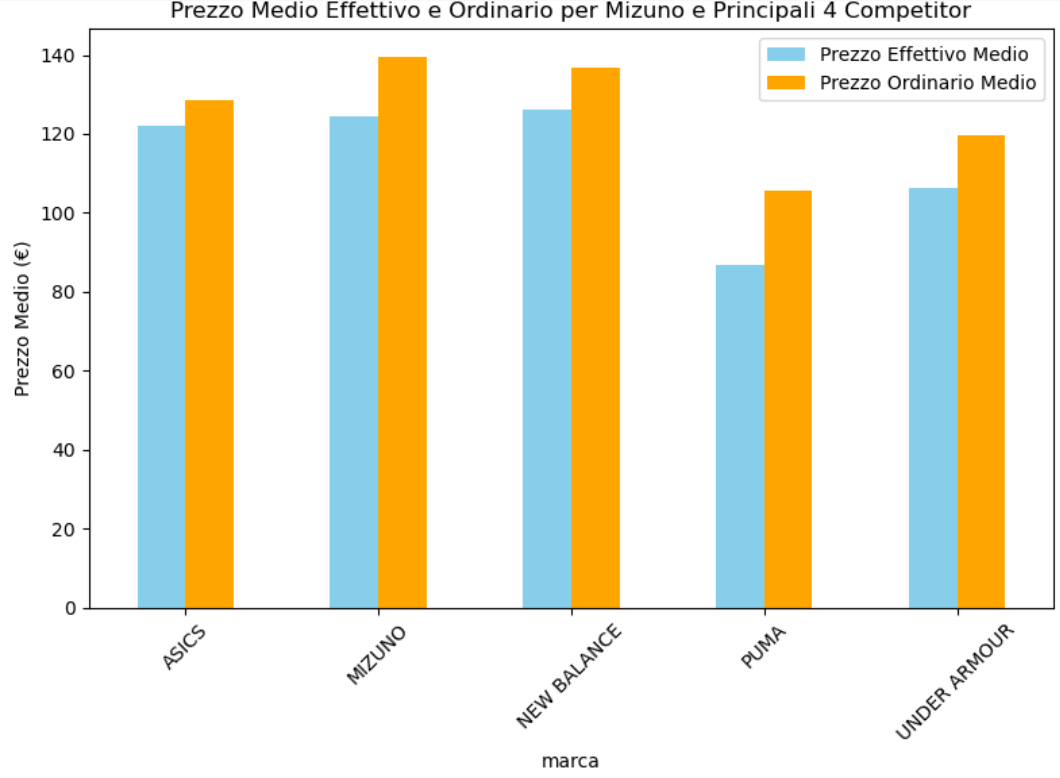 Prezzo Medio Effettivo e Ordinario per Mizuno e Principali 4 Competitor
Prezzo Effettivo Medio
Prezzo Ordinario Medio
Prezzo Medio (€)
140
120
100
80
60
40
20
0
ASICS
MIZUNO
NEW BALANCE
PUMA
UNDER ARMOUR
marca